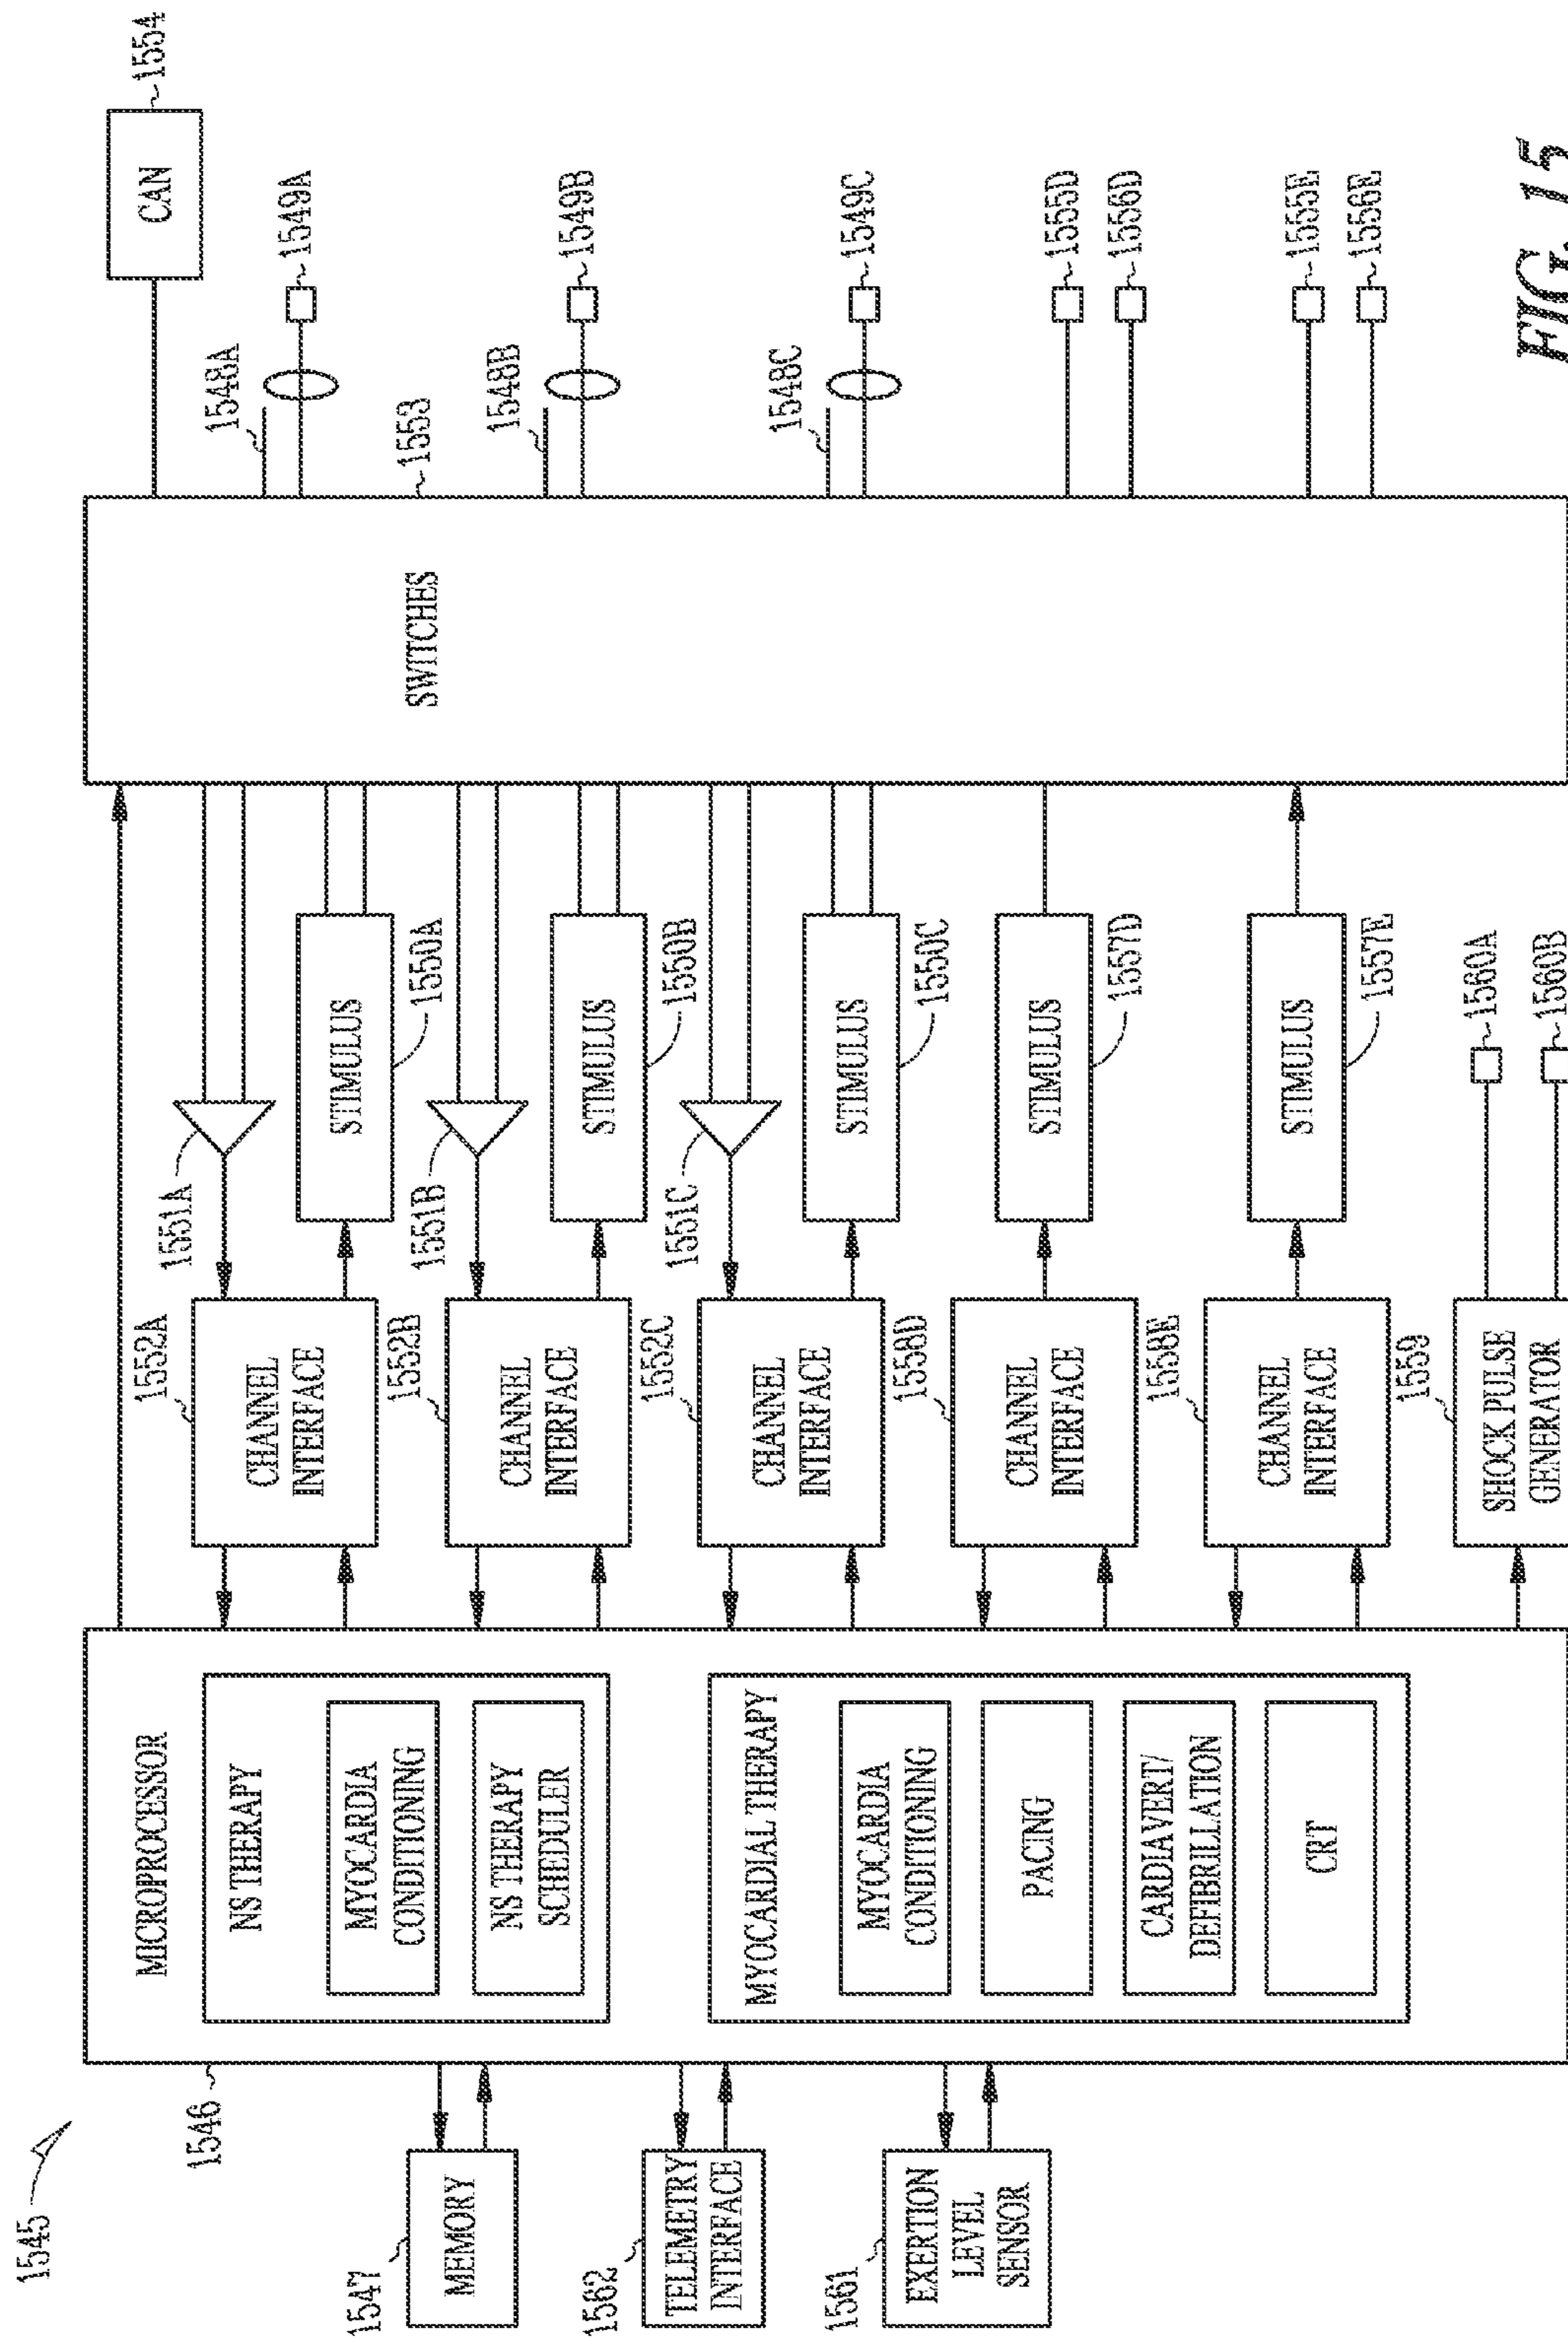 1545
1546
MICROPROCESSOR
NS THERAPY
MYOCARDIA
CONDITIONING
NS THERAPY
SCHEDULER
MYOCARDIAL THERAPY
MYOCARDIA
CONDITIONING
PACING
CARDIAVERT/
DEFIBRILLATION
CRT
1547
MEMORY
1562
TELEMETRY
INTERFACE
1561
EXERTION
LEVEL
SENSOR
1552A
CHANNEL
INTERFACE
1551A
STIMULUS
1550A
1552B
CHANNEL
INTERFACE
1551B
STIMULUS
1550B
1552C
CHANNEL
INTERFACE
1551C
STIMULUS
1550C
1558D
CHANNEL
INTERFACE
STIMULUS
1557D
1558E
CHANNEL
INTERFACE
STIMULUS
1557E
1559
SHOCK PULSE
GENERATOR
1560A
1560B
SWITCHES
1553
CAN
1554
1548A
1549A
1548B
1549B
1548C
1549C
1555D
1556D
1555E
1556E
FIG. 15